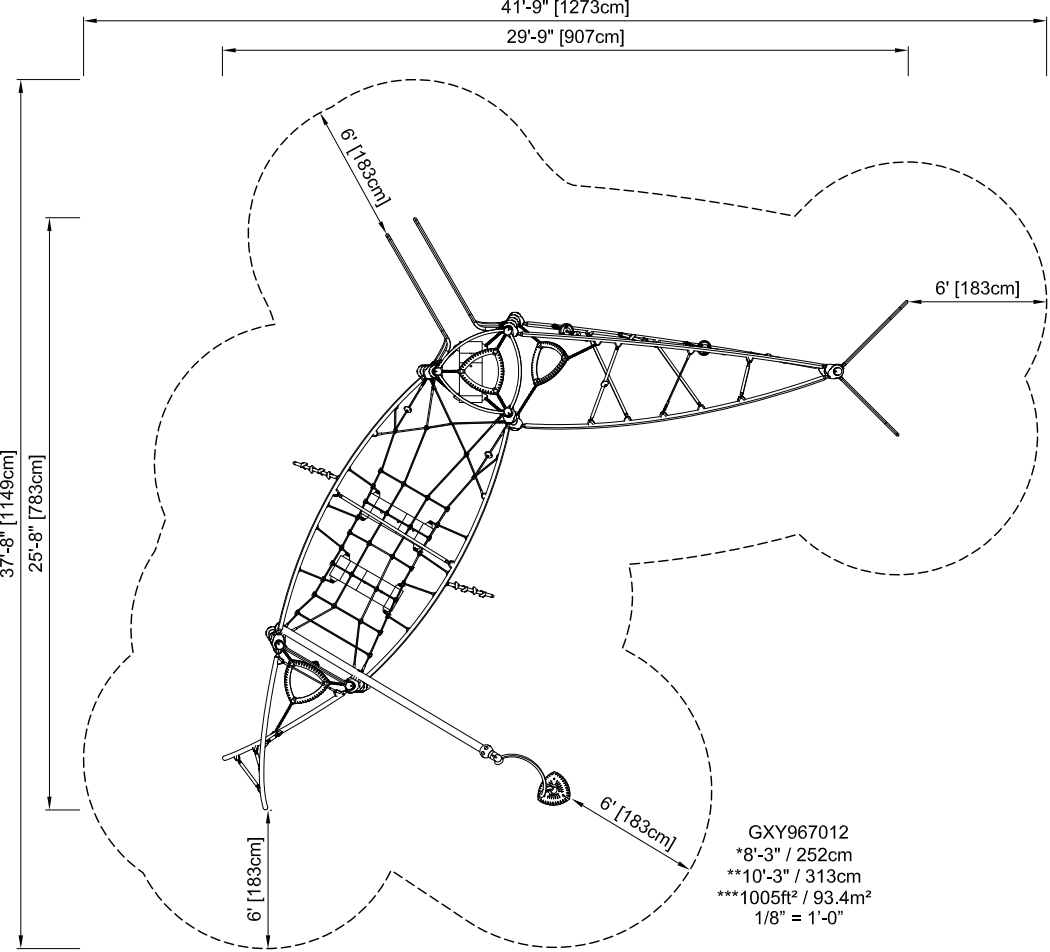 41'-9" [1273cm]
29'-9" [907cm]
6' [183cm]
6' [183cm]
37'-8" [1149cm]
25'-8" [783cm]
6' [183cm]
6' [183cm]
GXY967012
*8'-3" / 252cm
**10'-3" / 313cm
***1005ft² / 93.4m²
1/8” = 1’-0”